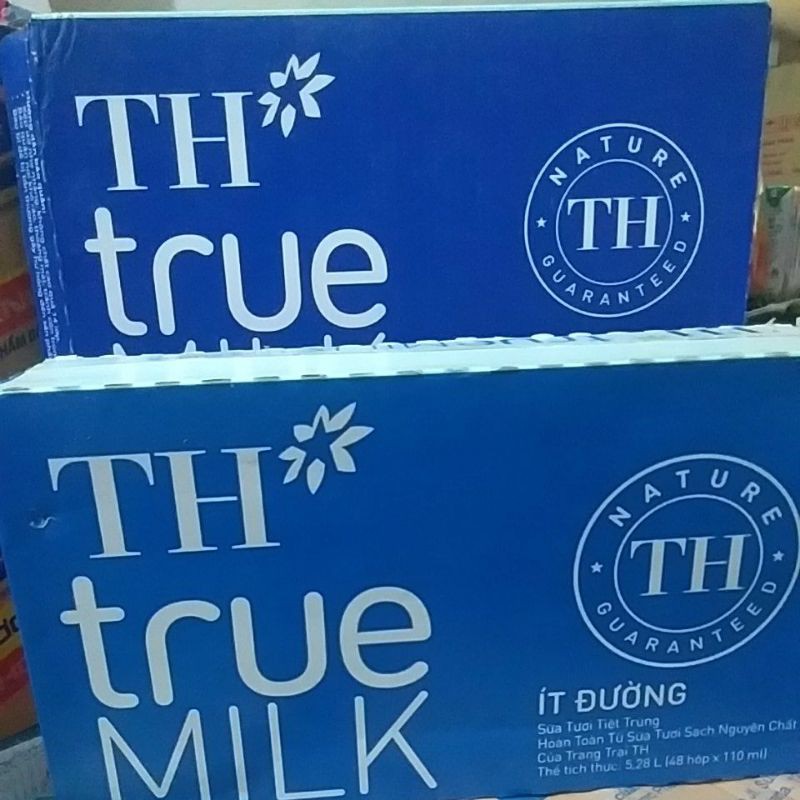 TH
true
NATURE
TH
GUARANTEED
TH
true
MILK
NATURE
TH
GUARANTEED
ÍT ĐƯỜNG
Sữa Tươi Tiệt Trùng
Hoàn Toàn Từ Sữa Tươi Sạch Nguyên Chất
Của Trang Trại TH
Thể tích thực: 5,28 L (48 hộp x 110 ml)